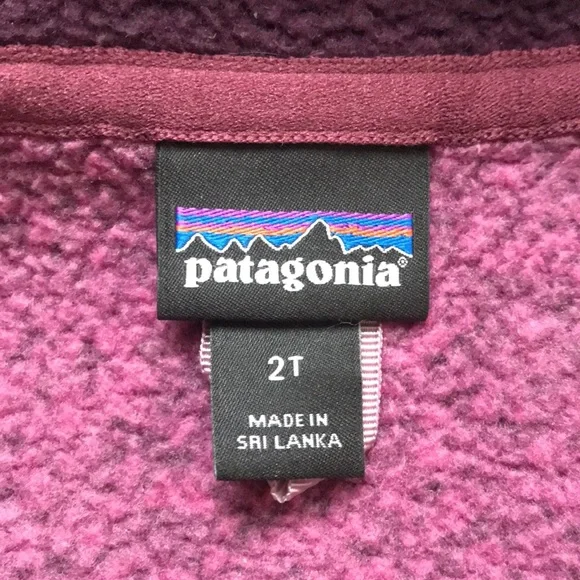 patagonia®
2T
MADE IN
SRI LANKA